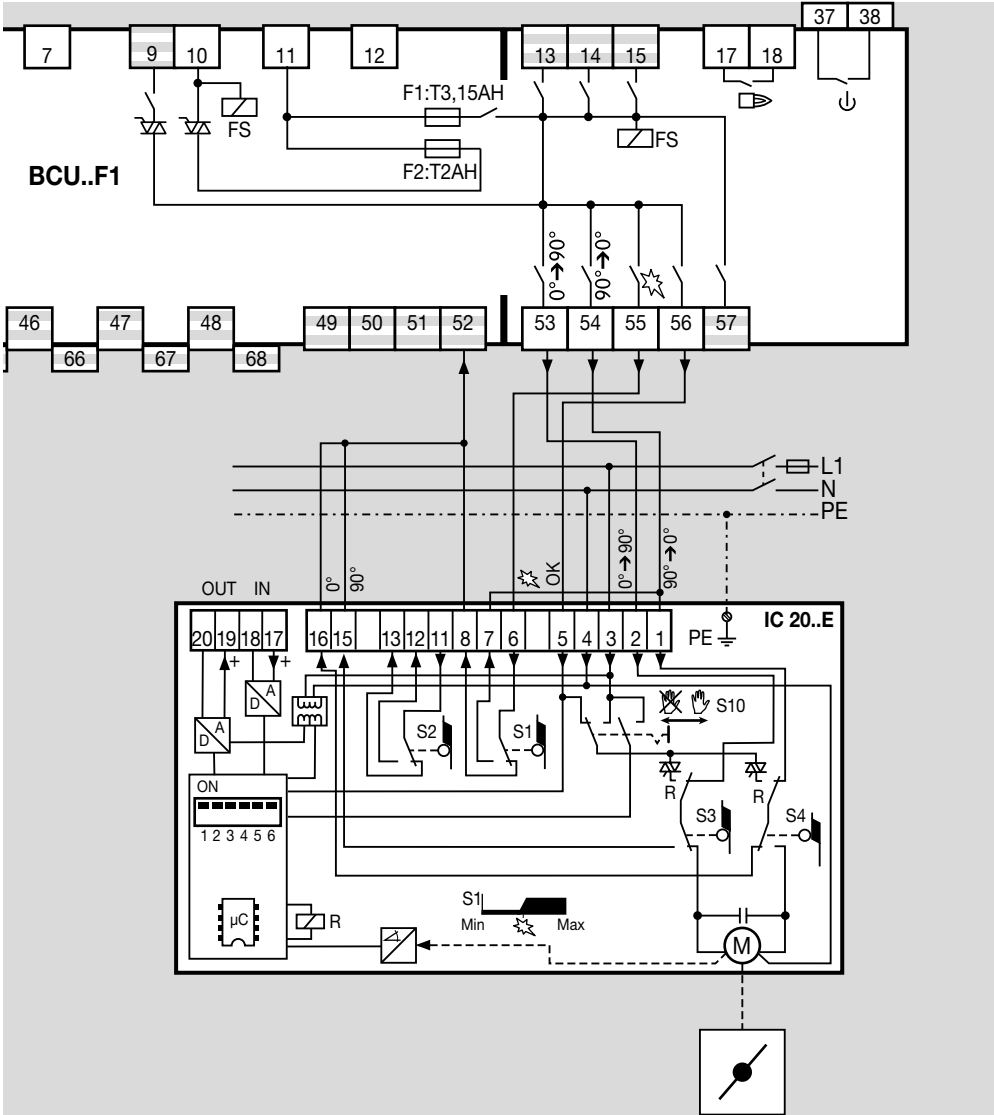 37 38
7 9 10 11 12 13 14 15 17 18
F1:T3,15AH
FS
FS
F2:T2AH
BCU..F1
0°➔90°
90°➔0°
46 47 48 49 50 51 52 53 54 55 56 57
66 67 68
L1
N
PE
0°
90°
OK
0°➔90°
90°➔0°
OUT IN
IC 20..E
20 19 18 17 16 15 13 12 11 8 7 6 5 4 3 2 1
PE
+ +
A
D
A
D
S10
S2
S1
ON
R
R
1 2 3 4 5 6
S3
S4
S1
Min Max
µC
R
M